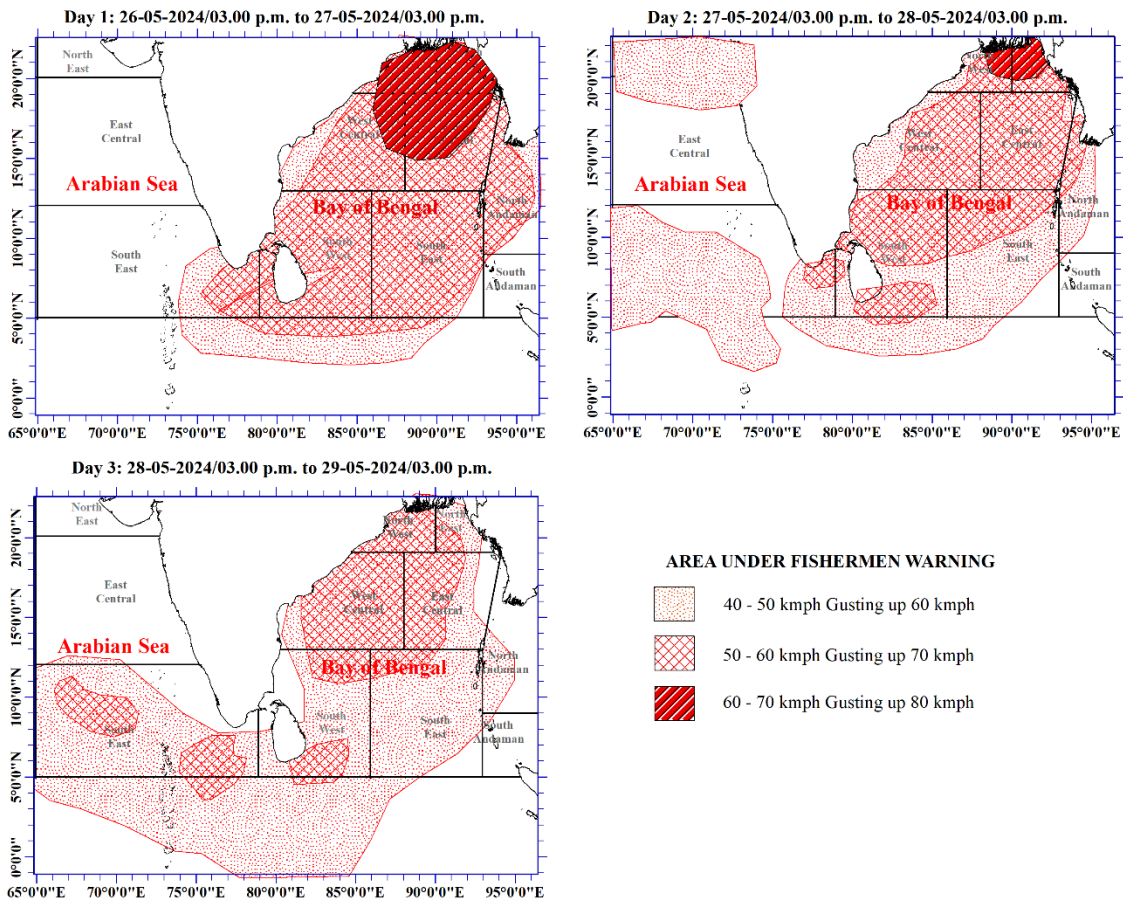 Day 1: 26-05-2024/03.00 p.m. to 27-05-2024/03.00 p.m.
North
East
20°0'0"N
15°0'0"N
10°0'0"N
5°0'0"N
0°0'0"
East
Central
West
Central
Arabian Sea
Bay of Bengal
North
Andaman
South
East
South
West
South
East
South
Andaman
65°0'0"E 70°0'0"E 75°0'0"E 80°0'0"E 85°0'0"E 90°0'0"E 95°0'0"E
Day 2: 27-05-2024/03.00 p.m. to 28-05-2024/03.00 p.m.
North
West
20°0'0"N
15°0'0"N
10°0'0"N
5°0'0"N
0°0'0"
East
Central
West
Central
East
Central
Arabian Sea
Bay of Bengal
North
Andaman
South
West
South
East
South
Andaman
65°0'0"E 70°0'0"E 75°0'0"E 80°0'0"E 85°0'0"E 90°0'0"E 95°0'0"E
Day 3: 28-05-2024/03.00 p.m. to 29-05-2024/03.00 p.m.
North
East
North
West
North
East
20°0'0"N
15°0'0"N
10°0'0"N
5°0'0"N
0°0'0"
East
Central
West
Central
East
Central
Arabian Sea
Bay of Bengal
North
Andaman
South
East
South
West
South
East
South
Andaman
65°0'0"E 70°0'0"E 75°0'0"E 80°0'0"E 85°0'0"E 90°0'0"E 95°0'0"E
AREA UNDER FISHERMEN WARNING
40 - 50 kmph Gusting up 60 kmph
50 - 60 kmph Gusting up 70 kmph
60 - 70 kmph Gusting up 80 kmph